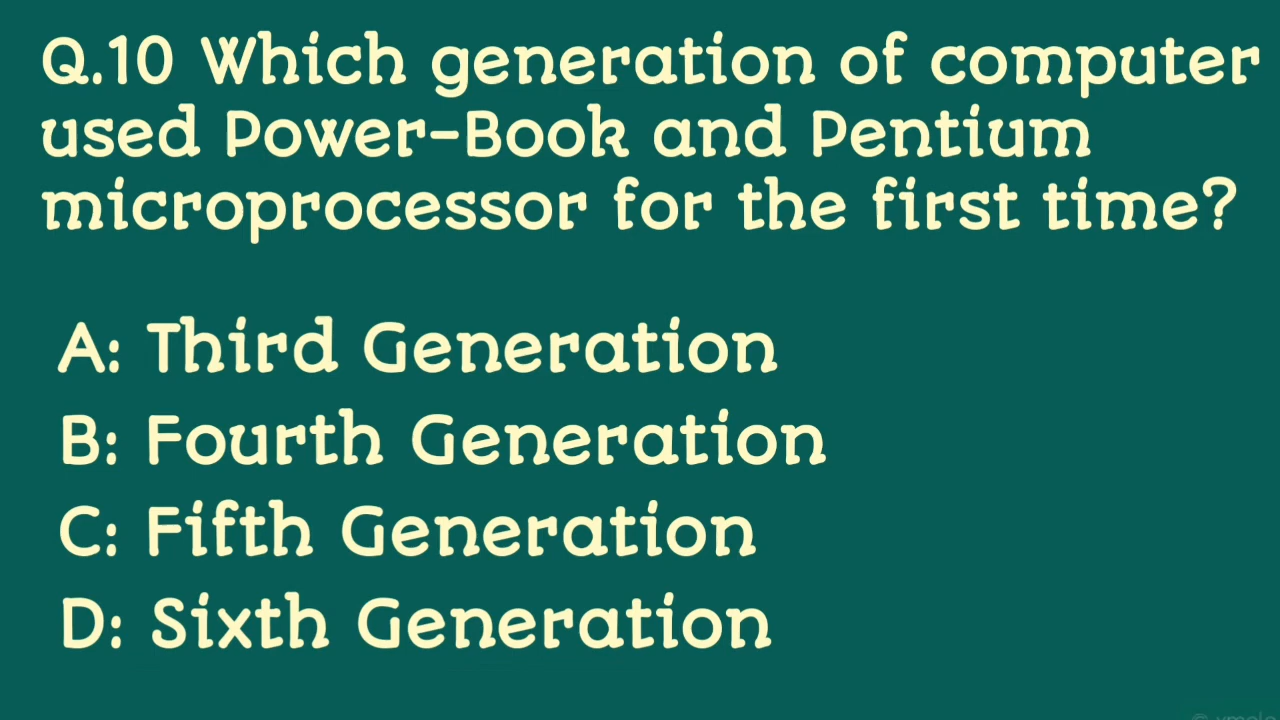 Q.10 Which generation of computer
used Power-Book and Pentium
microprocessor for the first time?
A: Third Generation
B: Fourth Generation
C: Fifth Generation
D: Sixth Generation